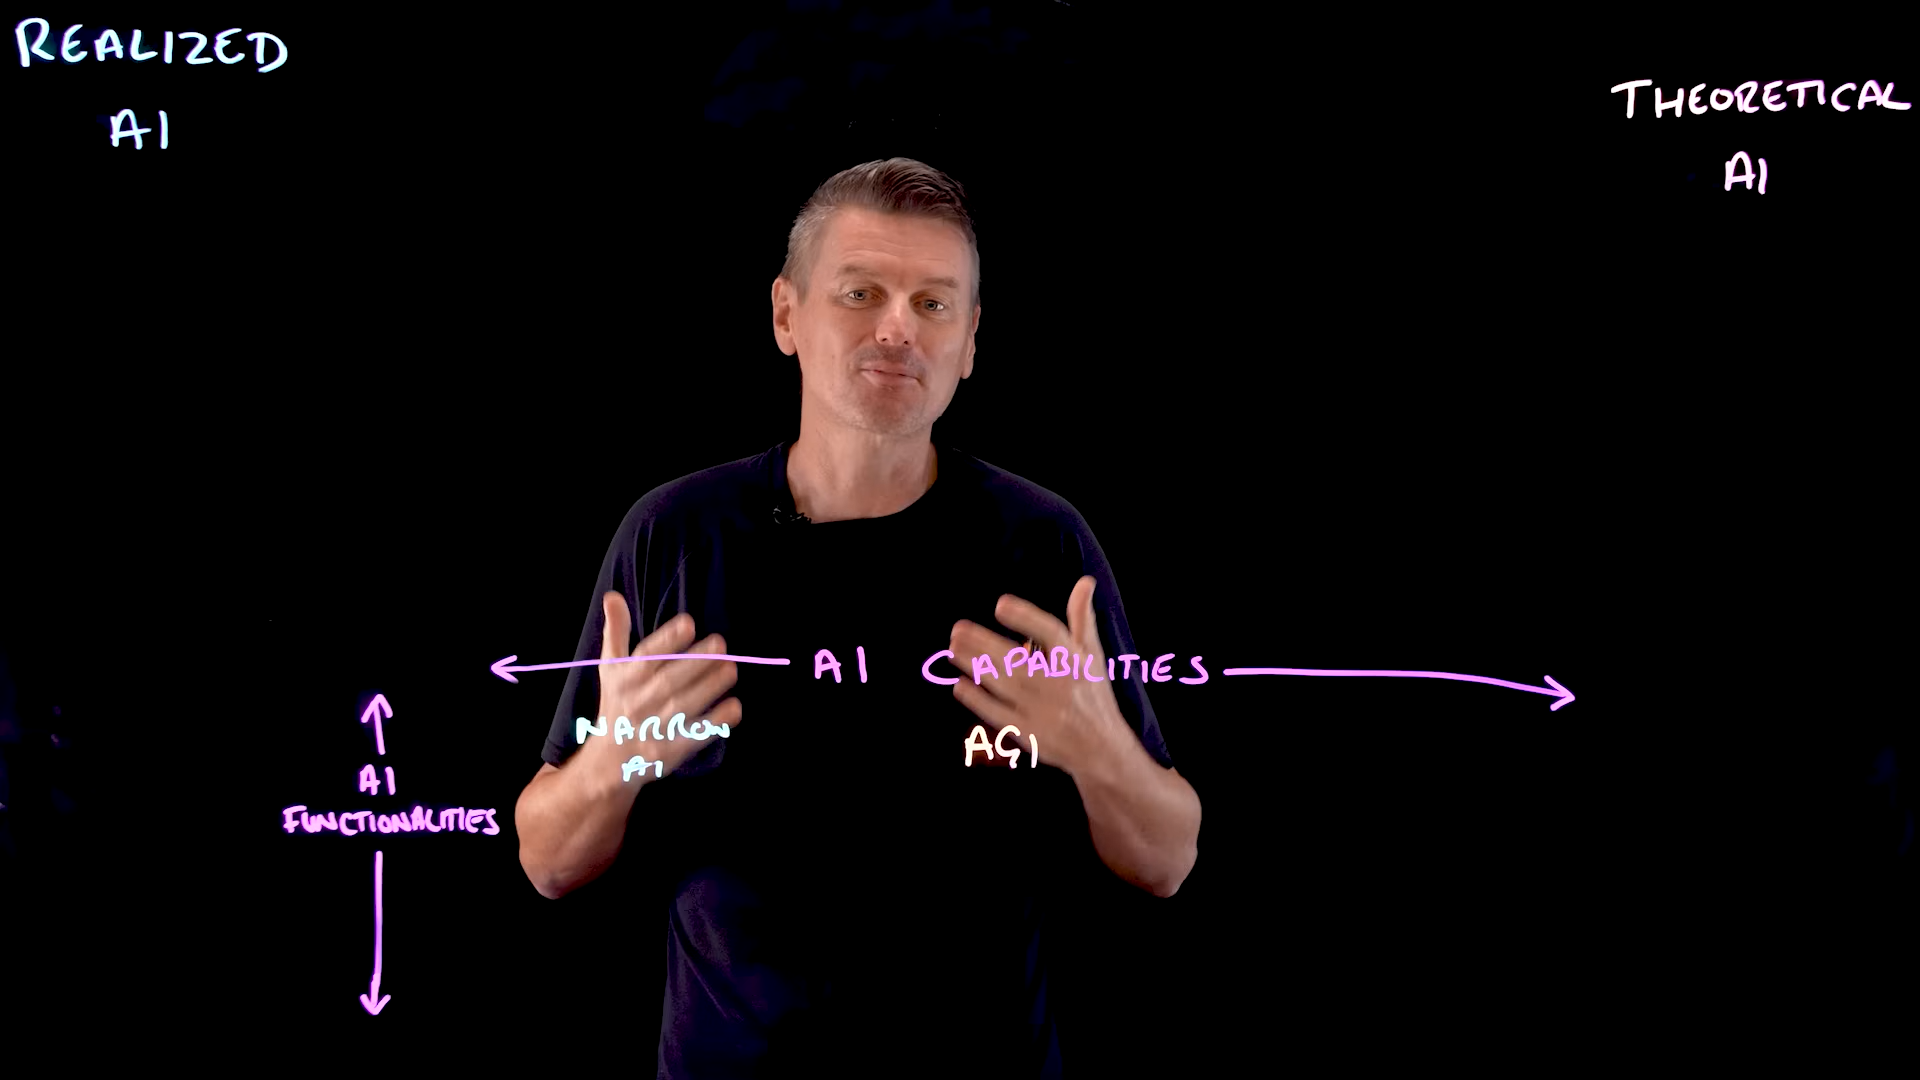 REALIZED
AI
THEORETICAL
AI
AI CAPABILITIES
NARROW
AI
AGI
AI
FUNCTIONALITIES